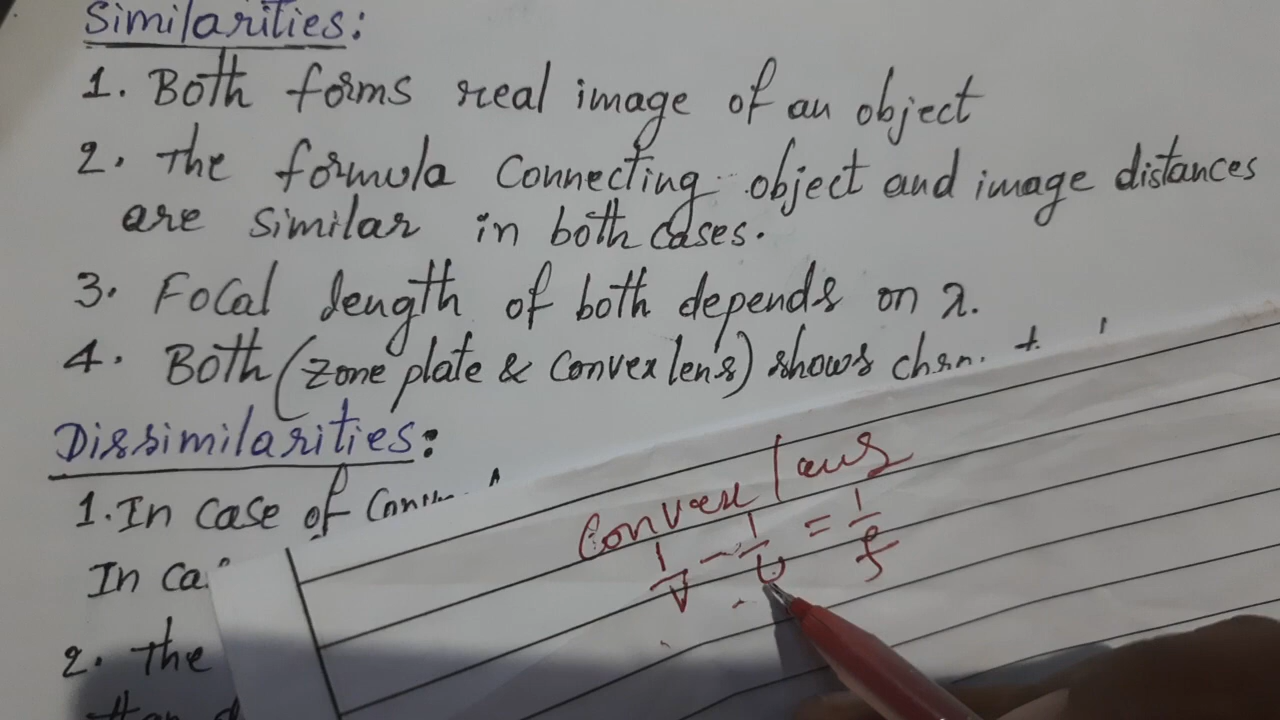 Similarities:
1. Both forms real image of an object
2. The formula connecting object and image distances
are similar in both cases.
3. Focal length of both depends on λ.
4. Both (zone plate & Convex lens) shows
Dissimilarities:
1. In case of
In
2. The
Convex lens
1/v - 1/u = 1/f